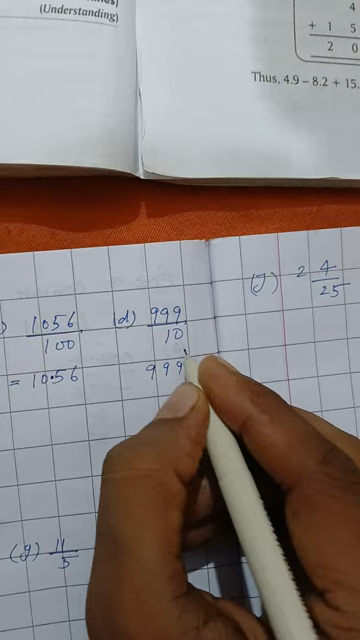 (Understanding)
4
+ 1 5
2 0
Thus, 4.9 – 8.2 + 15.
1056
100
= 10.56
(d) 999
10
999
(J) 2 4
25
(g) 11
5